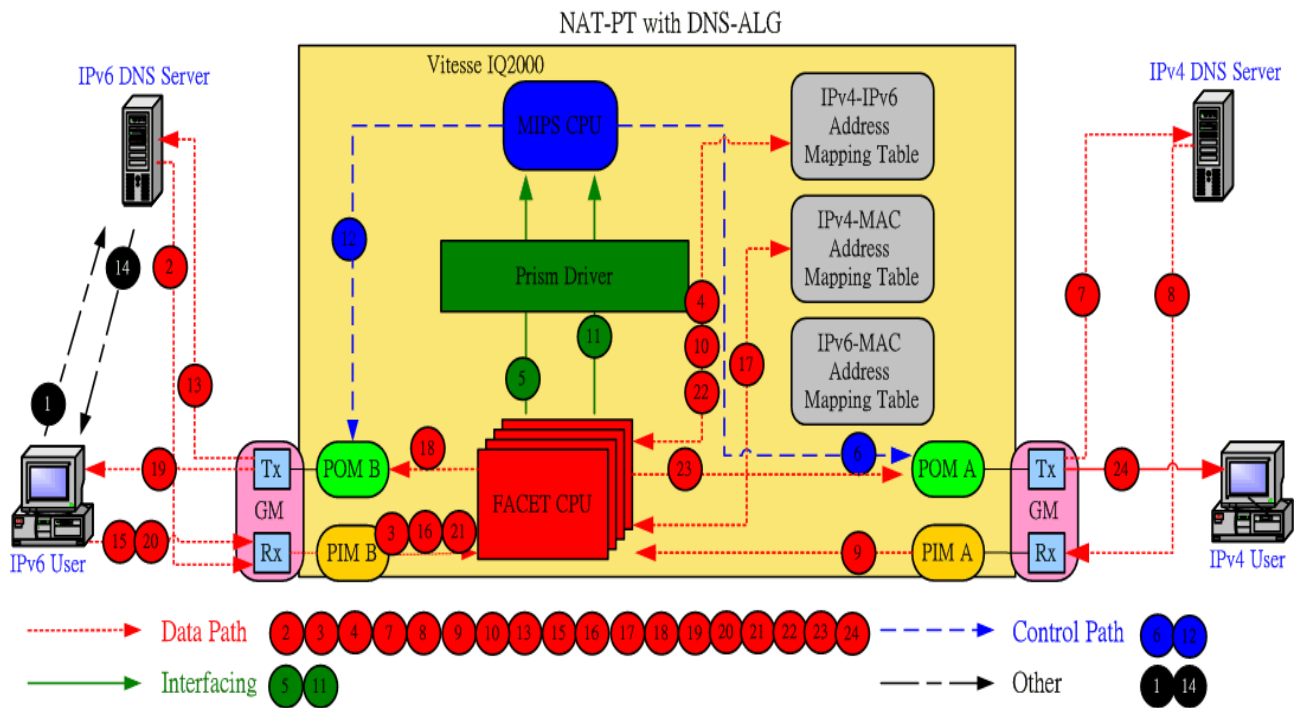 NAT-PT with DNS-ALG
IPv6 DNS Server
Vitesse IQ2000
IPv4 DNS Server
MIPS CPU
IPv4-IPv6
Address
Mapping Table
12
14
2
Prism Driver
IPv4-MAC
Address
Mapping Table
4
7
8
11
10
17
IPv6-MAC
Address
Mapping Table
5
22
13
1
19
Tx
POM B
18
FACET CPU
23
6
POM A
Tx
24
GM
GM
IPv6 User
15
20
Rx
PIM B
3
16
21
9
PIM A
Rx
IPv4 User
Data Path
2 3 4 7 8 9 10 13 15 16 17 18 19 20 21 22 23 24
Control Path
6 12
Interfacing
5 11
Other
1 14